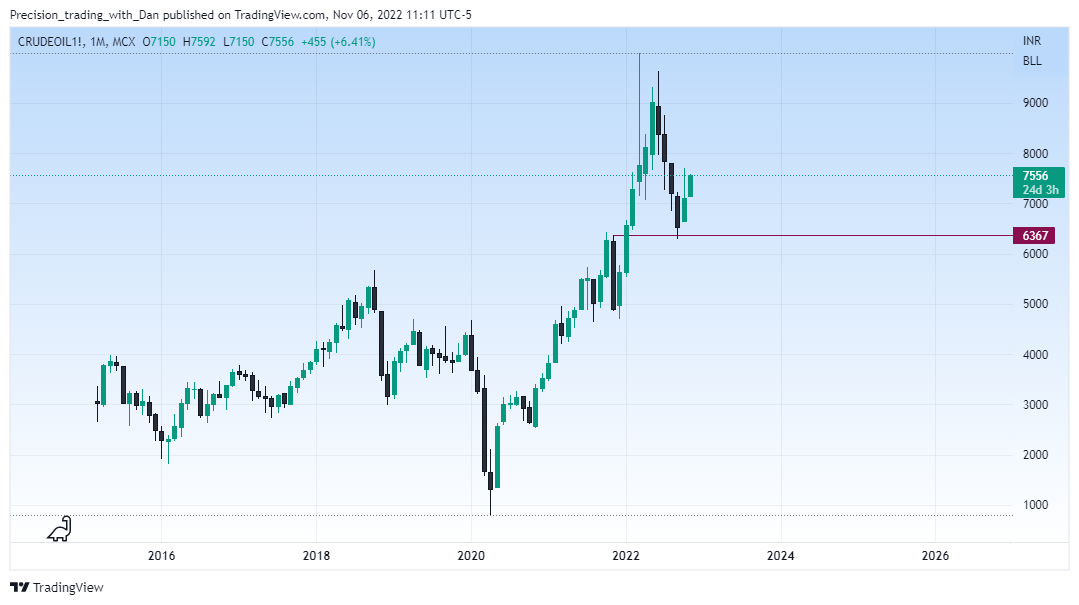 Precision_trading_with_Dan published on TradingView.com, Nov 06, 2022 11:11 UTC-5
CRUDEOIL1!, 1M, MCX O7150 H7592 L7150 C7556 +455 (+6.41%)
INR
BLL
9000
8000
7556
24d 3h
7000
6367
6000
5000
4000
3000
2000
1000
2016 2018 2020 2022 2024 2026
TradingView